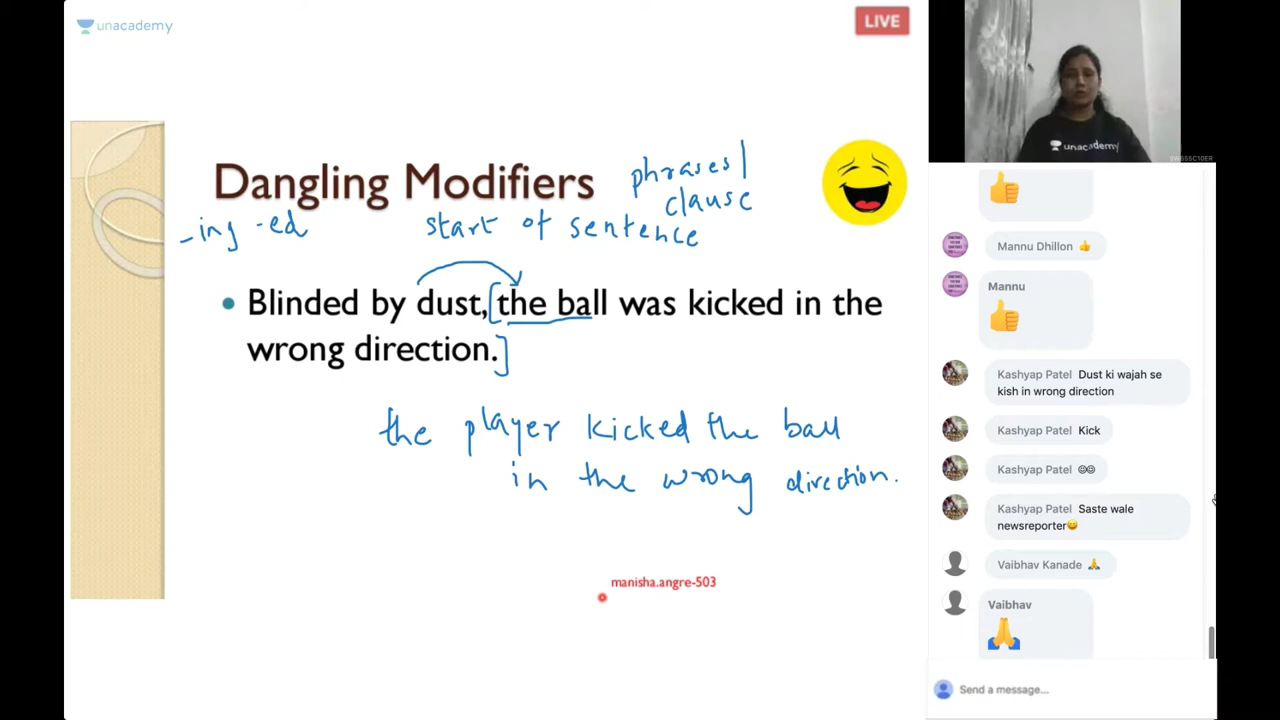 unacademy
LIVE
Dangling Modifiers
phrases/
clause
-ing -ed
start of sentence
Blinded by dust, [the ball was kicked in the
wrong direction.]
the player kicked the ball
in the wrong direction.
manisha.angre-503
unacademy
Mannu Dhillon 👍
Mannu
👍
Kashyap Patel Dust ki wajah se
kish in wrong direction
Kashyap Patel Kick
Kashyap Patel
Kashyap Patel Saste wale
newsreporter😄
Vaibhav Kanade 🙏
Vaibhav
🙏
Send a message...